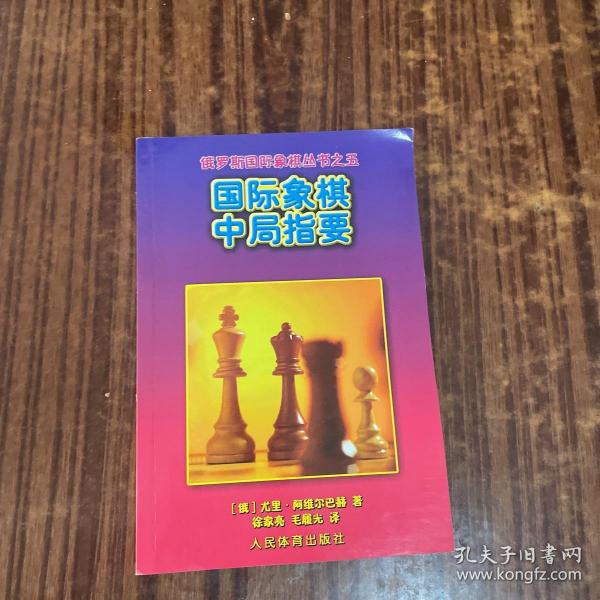 俄罗斯国际象棋丛书之五
国际象棋
中局指要
［俄］尤里·阿维尔巴赫 著
徐家亮 毛履光 译
人民体育出版社
孔夫子旧书网
www.kongfz.com